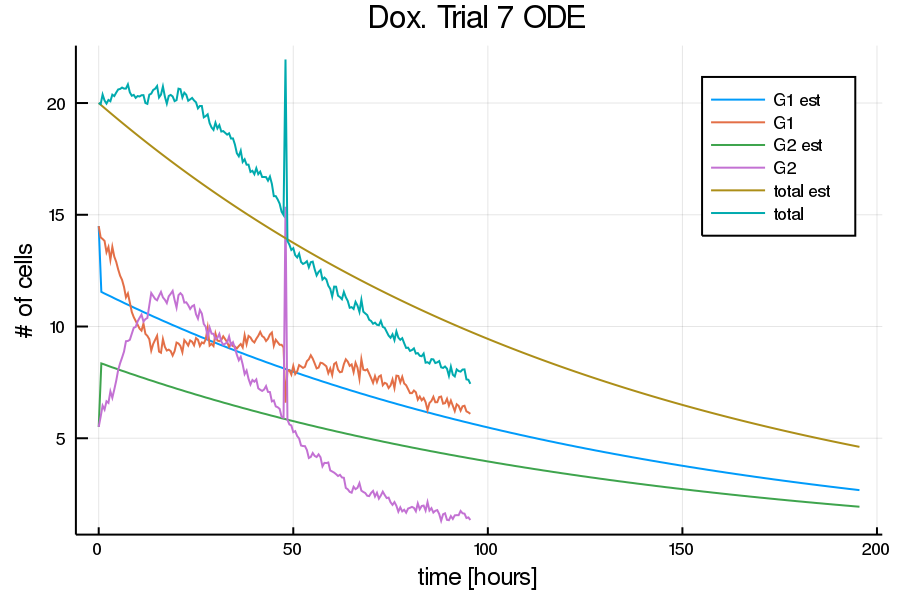 Dox. Trial 7 ODE
# of cells
20
15
10
5
0
50
100
150
200
time [hours]
G1 est
G1
G2 est
G2
total est
total